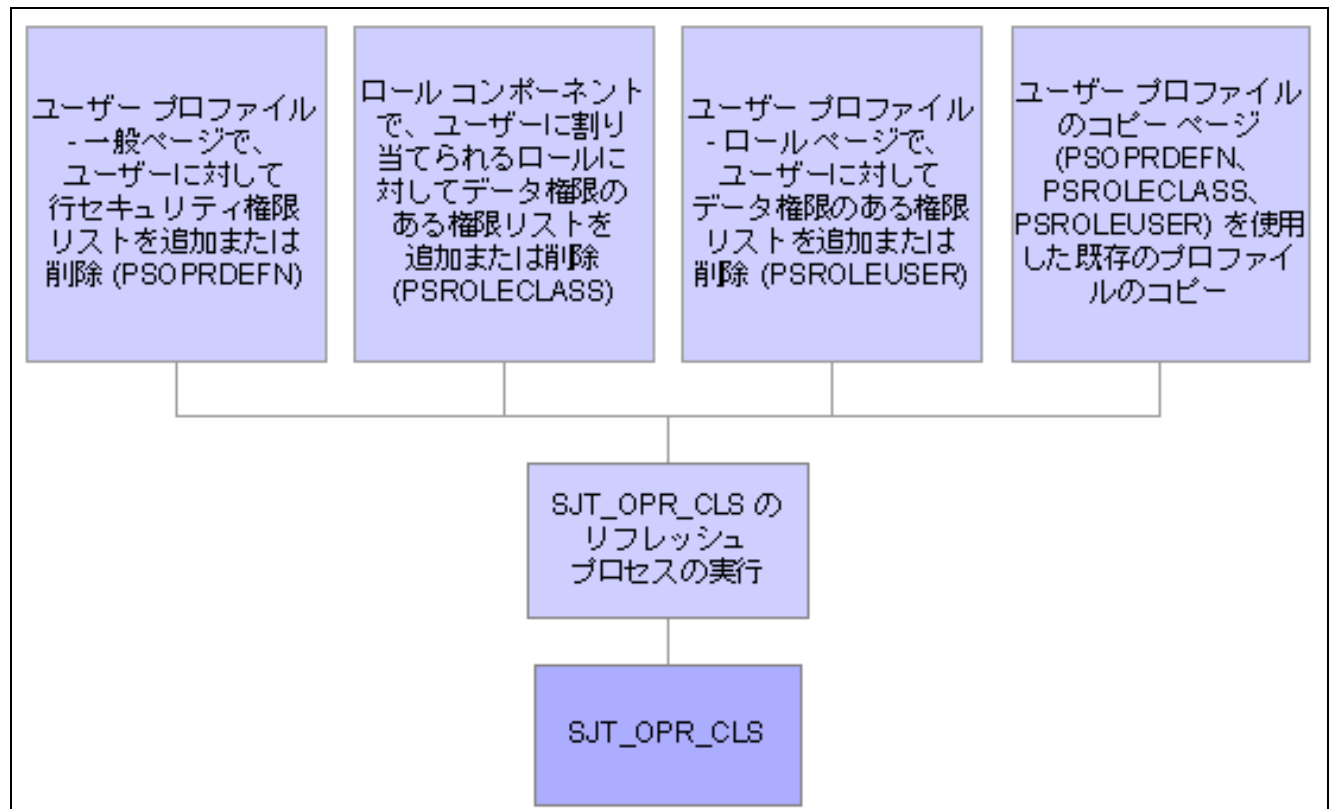 ユーザー プロファイル
- 一般ページで、
ユーザーに対して
行セキュリティ権限
リストを追加または
削除 (PSOPRDEFN)
ロール コンポーネント
で、ユーザーに割り
当てられるロールに
対してデータ権限の
ある権限リストを
追加または削除
(PSROLECLASS)
ユーザー プロファイル
- ロール ページで、
ユーザーに対して
データ権限のある権限
リストを追加または
削除 (PSROLEUSER)
ユーザー プロファイル
のコピー ページ
(PSOPRDEFN、
PSROLECLASS、
PSROLEUSER) を使用
した既存のプロファイ
ルのコピー
SJT_OPR_CLS の
リフレッシュ
プロセスの実行
SJT_OPR_CLS